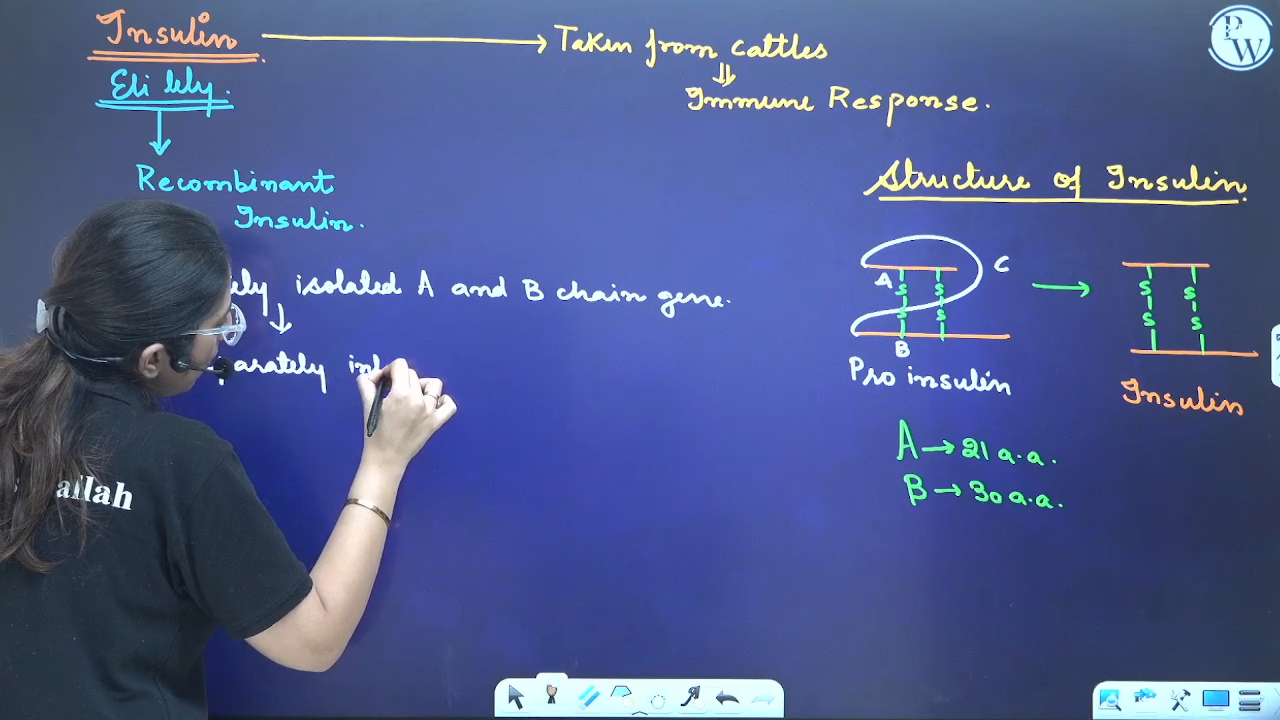 Insulin
Eli lely.
Recombinant
Insulin.
isolated A and B chain gene.
Taken from cattles
Immune Response.
Structure of Insulin
A
C
S
S
S
S
B
Pro insulin
S
S
S
S
Insulin
A → 21 a.a.
B → 30 a.a.
allah
PW